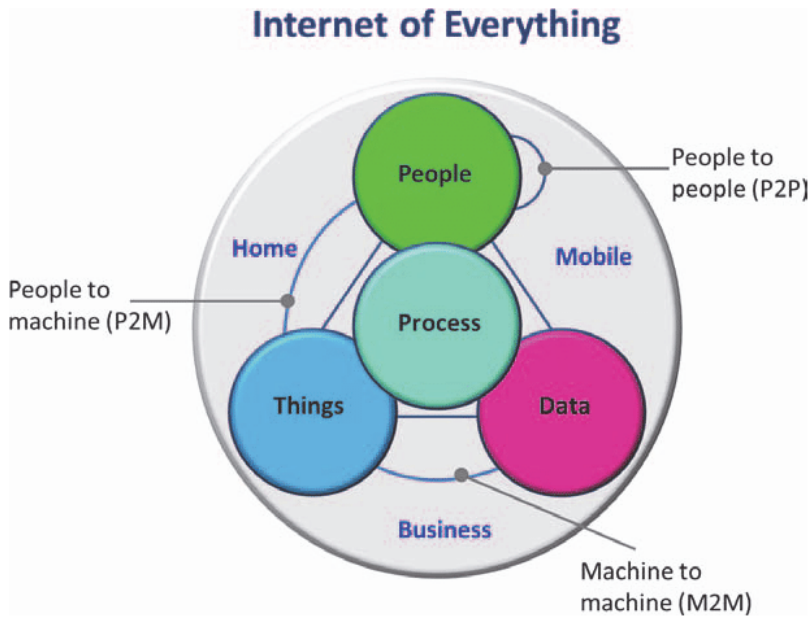 Internet of Everything
People
People to
people (P2P)
Home
Mobile
People to
machine (P2M)
Process
Things
Data
Business
Machine to
machine (M2M)